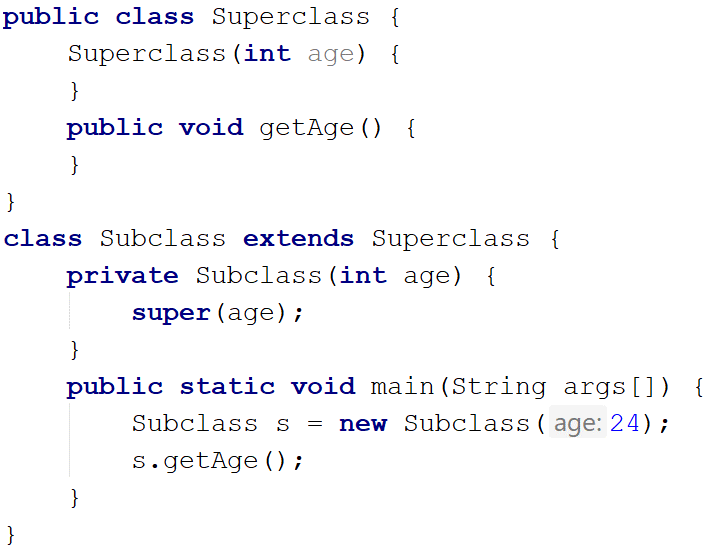 public class Superclass {
    Superclass(int age) {
    }
    public void getAge() {
    }
}
class Subclass extends Superclass {
    private Subclass(int age) {
        super(age);
    }
    public static void main(String args[]) {
        Subclass s = new Subclass( age: 24);
        s.getAge();
    }
}